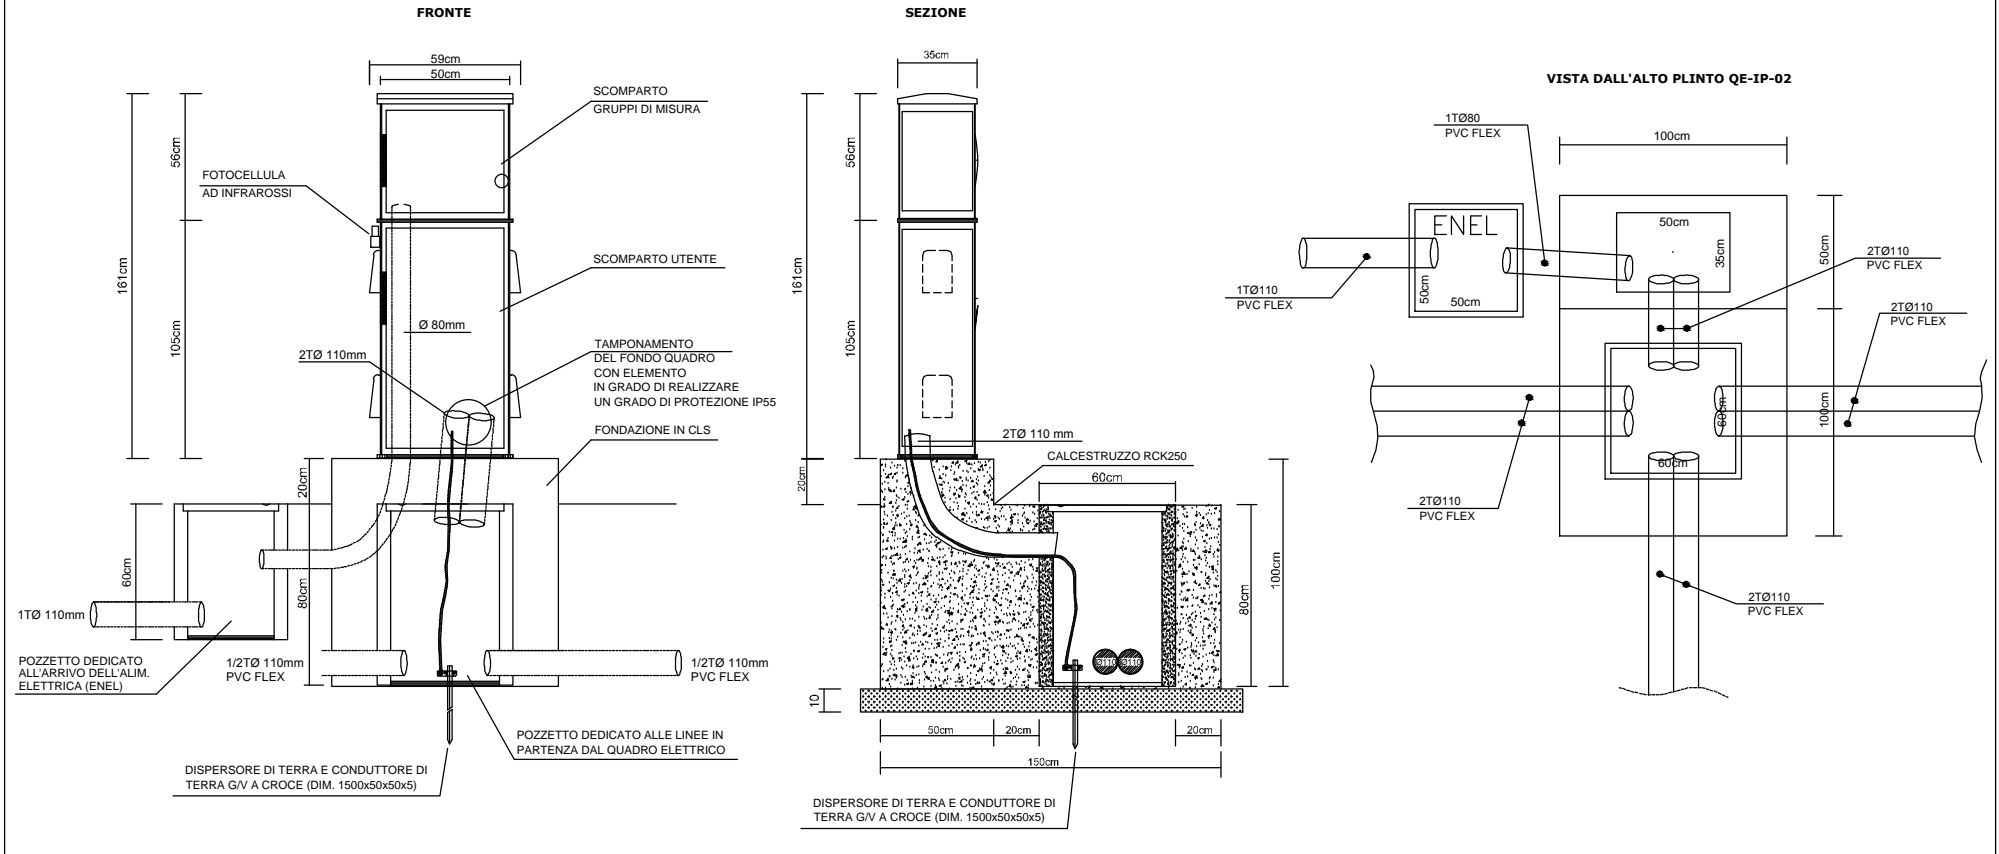 FRONTE
59cm
50cm
SCOMPARTO
GRUPPI DI MISURA
56cm
161cm
FOTOCELLULA
AD INFRAROSSI
SCOMPARTO UTENTE
105cm
Ø 80mm
2TØ 110mm
TAMPONAMENTO
DEL FONDO QUADRO
CON ELEMENTO
IN GRADO DI REALIZZARE
UN GRADO DI PROTEZIONE IP55
FONDAZIONE IN CLS
20cm
60cm
80cm
1TØ 110mm
POZZETTO DEDICATO
ALL'ARRIVO DELL'ALIM.
ELETTRICA (ENEL)
1/2TØ 110mm
PVC FLEX
1/2TØ 110mm
PVC FLEX
POZZETTO DEDICATO ALLE LINEE IN
PARTENZA DAL QUADRO ELETTRICO
DISPERSORE DI TERRA E CONDUTTORE DI
TERRA G/V A CROCE (DIM. 1500x50x50x5)
SEZIONE
35cm
56cm
161cm
105cm
2TØ 110 mm
CALCESTRUZZO RCK250
60cm
20cm
80cm
100cm
Ø110
Ø110
10
50cm
20cm
20cm
150cm
DISPERSORE DI TERRA E CONDUTTORE DI
TERRA G/V A CROCE (DIM. 1500x50x50x5)
VISTA DALL'ALTO PLINTO QE-IP-02
1TØ80
PVC FLEX
100cm
ENEL
50cm
50cm
1TØ110
PVC FLEX
50cm
35cm
50cm
2TØ110
PVC FLEX
2TØ110
PVC FLEX
60cm
60cm
100cm
2TØ110
PVC FLEX
2TØ110
PVC FLEX